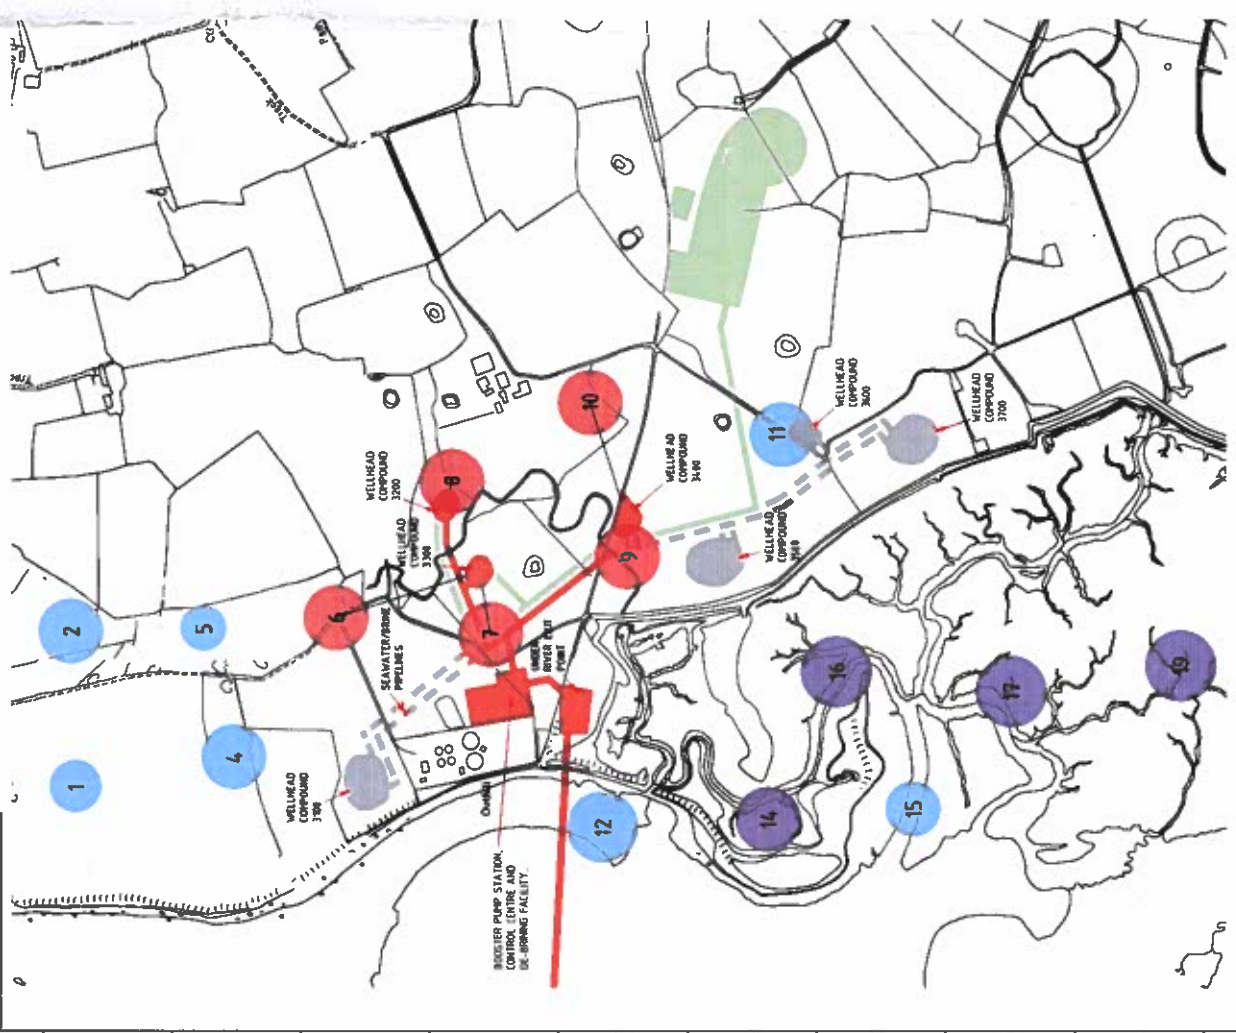 Track
2
5
1
4
6
WELLHEAD
COMPOUND
3100
SEAWATER/BRINE
PIPELINES
WELLHEAD
COMPOUND
3200
WELLHEAD
COMPOUND
3300
8
10
7
9
WELLHEAD
COMPOUND
3400
UNDER
RIVER
POINT
Outfall
BOOSTER PUMP STATION,
CONTROL CENTRE AND
DE-BRINING FACILITY.
11
WELLHEAD
COMPOUND
3600
WELLHEAD
COMPOUND
3700
WELLHEAD
COMPOUND
12
14
16
15
17
19